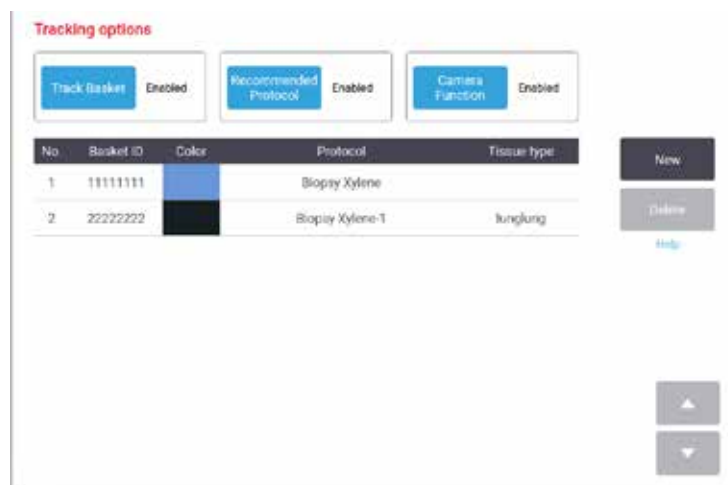 Tracking options
Track Basket Enabled
Recommended Protocol Enabled
Camera Function Enabled
No. Basket ID Color Protocol Tissue type
1 11111111 Biopsy Xylene
2 22222222 Biopsy Xylene-1 lunglung
New
Delete
Help